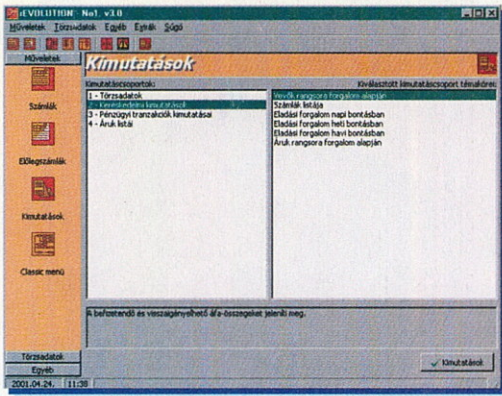 rEVOLUTION No1. v3.0
Műveletek Törzsadatok Egyéb Extrák Súgó
Műveletek
Kimutatások
Számlák
Előlegszámlák
Kimutatások
Classic menü
Kimutatáscsoportok:
1 - Törzsadatok
2 - Kereskedelmi kimutatások
3 - Pénzügyi tranzakciók kimutatásai
4 - Áruk listái
Kiválasztott kimutatáscsoport témakörei:
Vevők rangsora forgalom alapján
Számlák listája
Eladási forgalom napi bontásban
Eladási forgalom heti bontásban
Eladási forgalom havi bontásban
Áruk rangsora forgalom alapján
A befizetendő és visszaigényelhető áfa-összegeket jeleníti meg.
Törzsadatok
Egyéb
Kimutatások
2001.04.24. 11:38